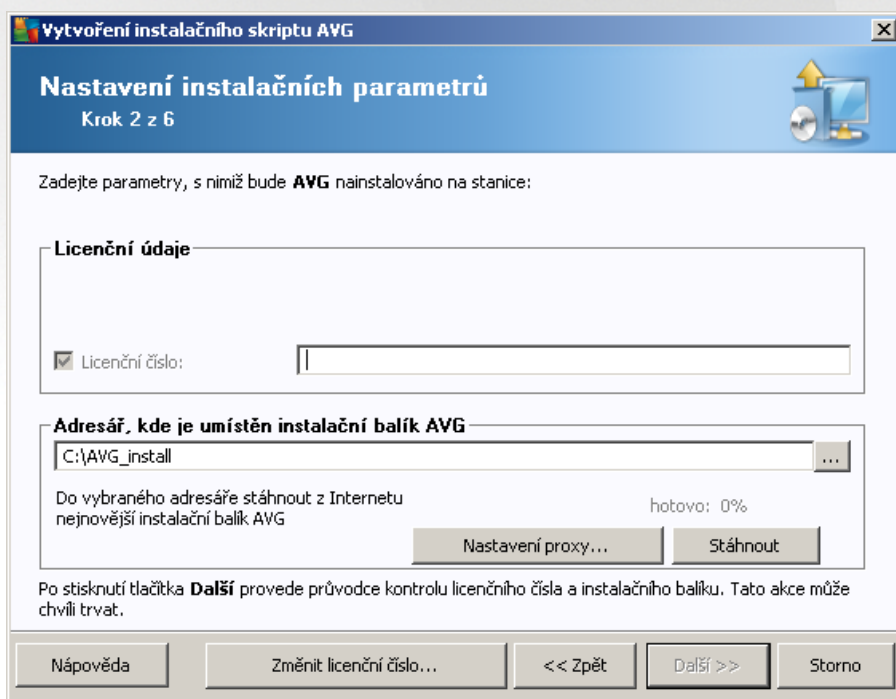 Vytvoření instalačního skriptu AVG
Nastavení instalačních parametrů
Krok 2 z 6
Zadejte parametry, s nimiž bude AVG nainstalováno na stanice:
Licenční údaje
Licenční číslo:
Adresář, kde je umístěn instalační balík AVG
C:\AVG_install
...
Do vybraného adresáře stáhnout z Internetu
nejnovější instalační balík AVG
hotovo: 0%
Nastavení proxy... Stáhnout
Po stisknutí tlačítka Další provede průvodce kontrolu licenčního čísla a instalačního balíku. Tato akce může
chvíli trvat.
Nápověda Změnit licenční číslo... << Zpět Další >> Storno